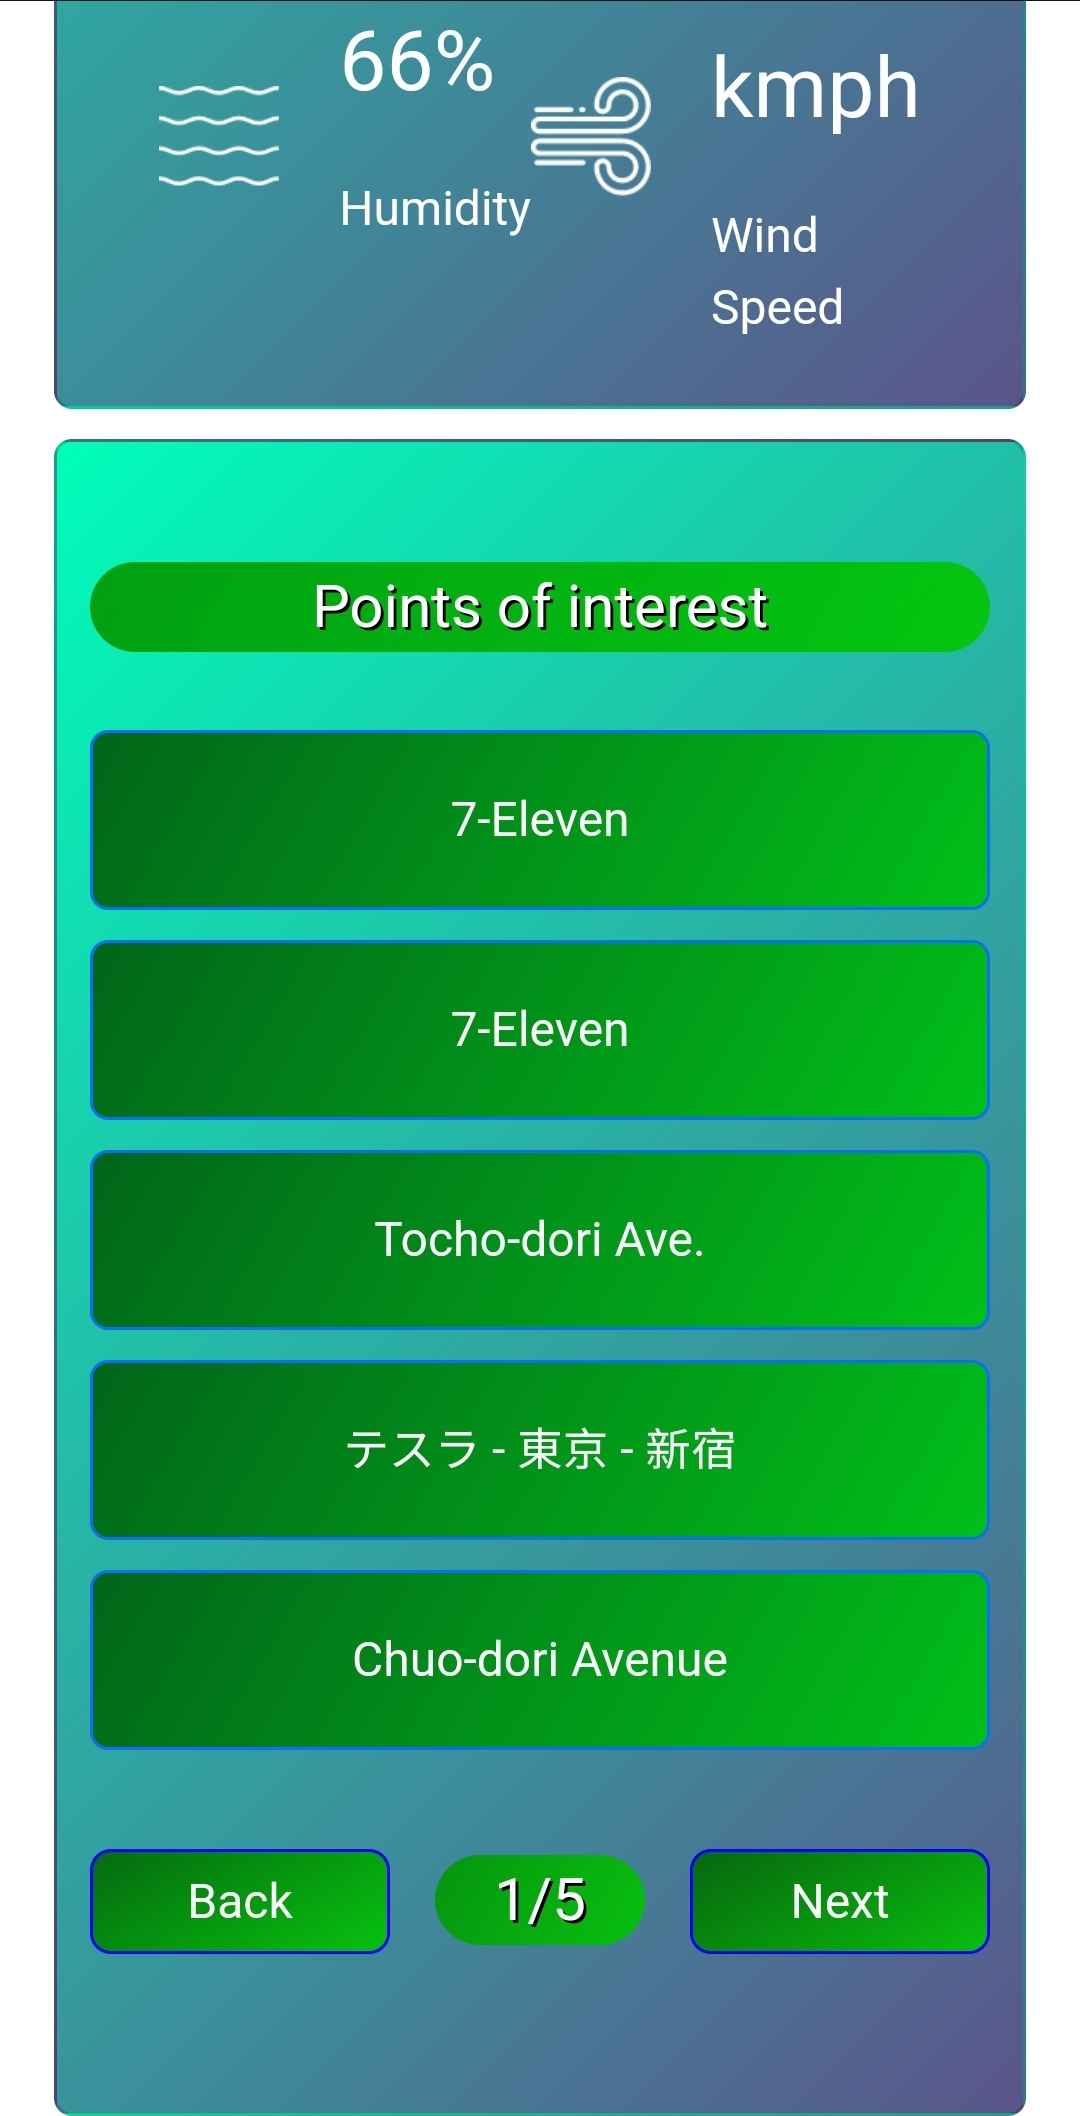 66%
kmph
Humidity
Wind
Speed
Points of interest
7-Eleven
7-Eleven
Tocho-dori Ave.
テスラ - 東京 - 新宿
Chuo-dori Avenue
Back
1/5
Next